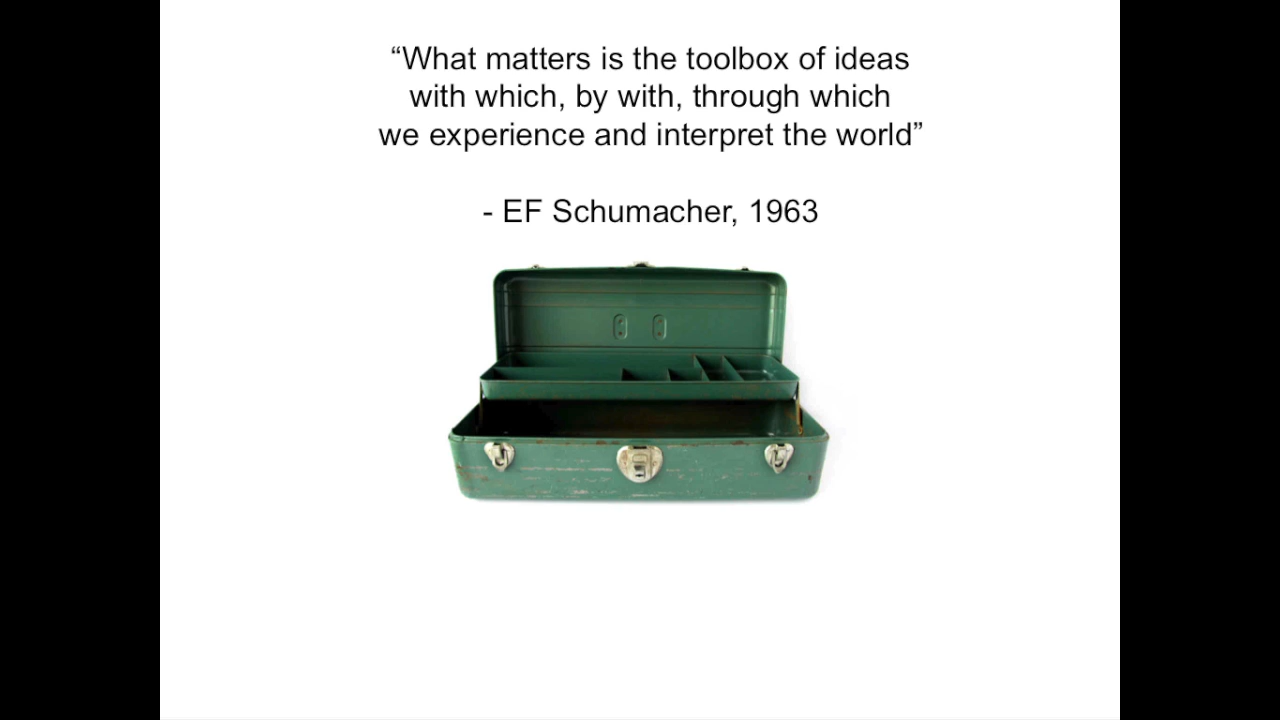 “What matters is the toolbox of ideas
with which, by with, through which
we experience and interpret the world”
- EF Schumacher, 1963